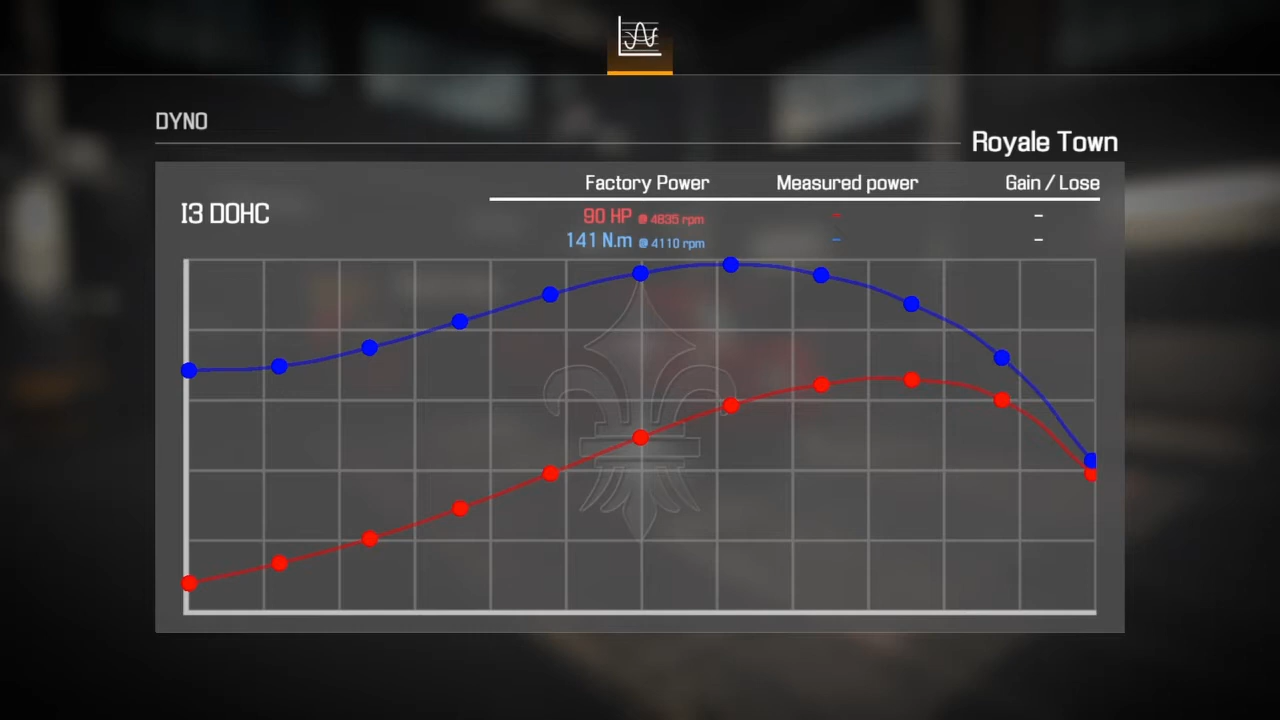 DYNO
Royale Town
Factory Power Measured power Gain / Lose
I3 DOHC
90 HP @ 4835 rpm - -
141 N.m @ 4110 rpm - -